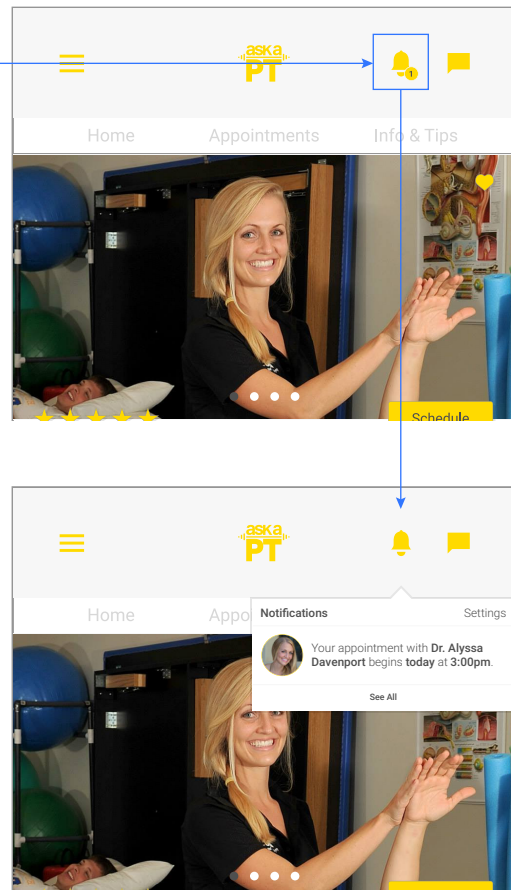 aska
PT
1
Home Appointments Info & Tips
Schedule
aska
PT
Home Appo
Notifications Settings
Your appointment with Dr. Alyssa
Davenport begins today at 3:00pm.
See All